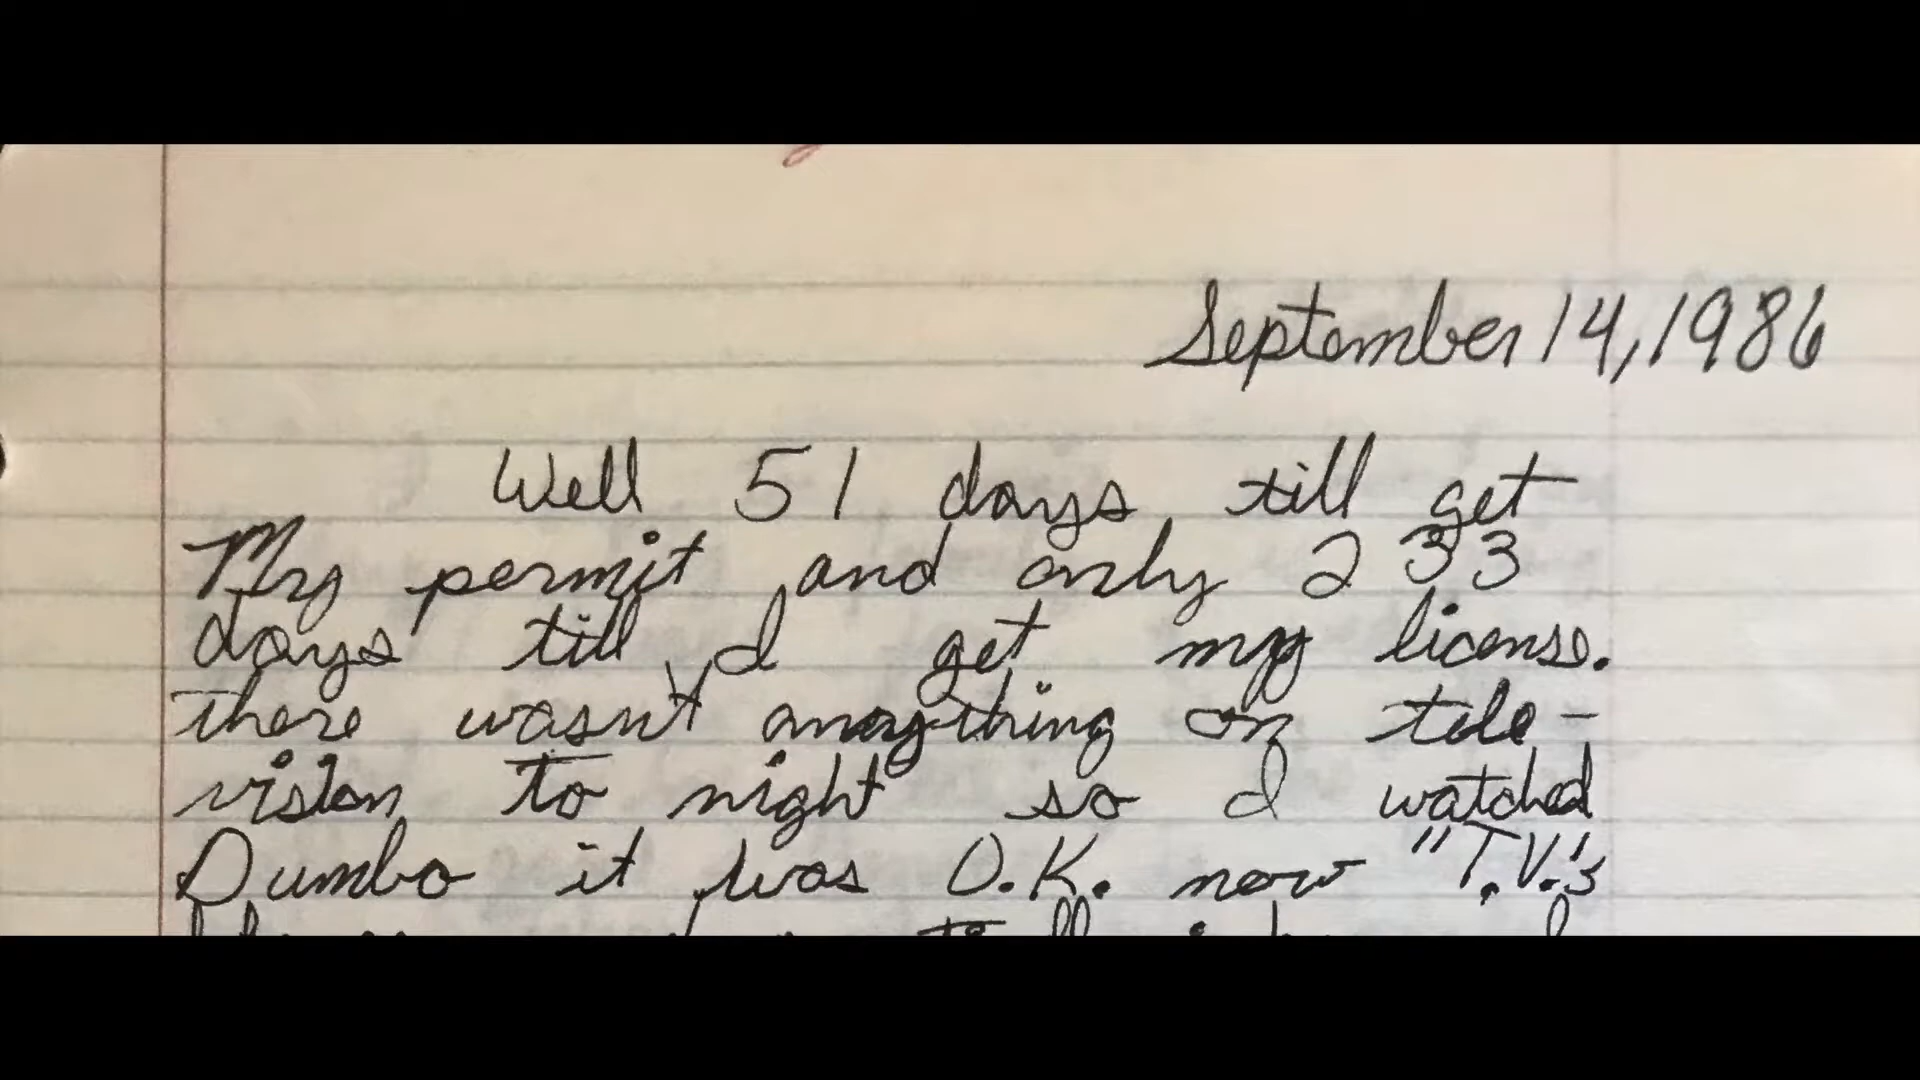 September 14, 1986
Well 51 days till get
My permit and only 233
days till I get my license.
There wasn't anything on tele-
vision to night so I watched
Dumbo it was O.K. now "T.V.'s